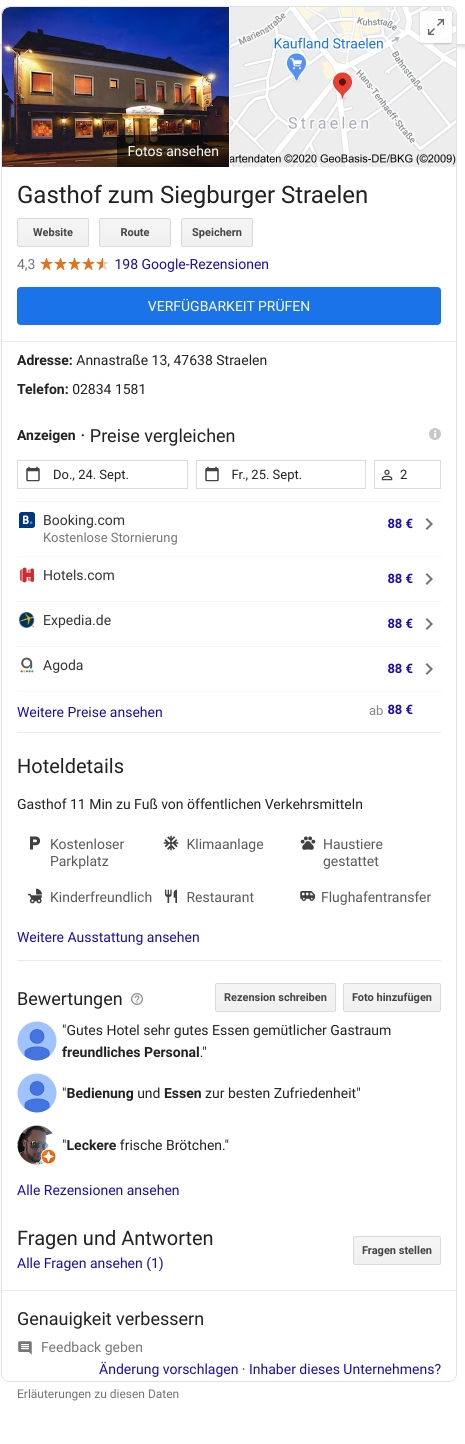 Marienstraße
Kuhstraße
Bahnstraße
Kaufland Straelen
Hans-Tenhaeff-Straße
Straelen
Fotos ansehen
artendaten ©2020 GeoBasis-DE/BKG (©2009)
Gasthof zum Siegburger Straelen
Website Route Speichern
4,3 198 Google-Rezensionen
VERFÜGBARKEIT PRÜFEN
Adresse: Annastraße 13, 47638 Straelen
Telefon: 02834 1581
Anzeigen · Preise vergleichen
Do., 24. Sept. Fr., 25. Sept. 2
B. Booking.com 88 €
Kostenlose Stornierung
Hotels.com 88 €
Expedia.de 88 €
Agoda 88 €
Weitere Preise ansehen ab 88 €
Hoteldetails
Gasthof 11 Min zu Fuß von öffentlichen Verkehrsmitteln
P Kostenloser Parkplatz
Klimaanlage
Haustiere gestattet
Kinderfreundlich
Restaurant
Flughafentransfer
Weitere Ausstattung ansehen
Bewertungen Rezension schreiben Foto hinzufügen
"Gutes Hotel sehr gutes Essen gemütlicher Gastraum
freundliches Personal."
"Bedienung und Essen zur besten Zufriedenheit"
"Leckere frische Brötchen."
Alle Rezensionen ansehen
Fragen und Antworten
Alle Fragen ansehen (1)
Fragen stellen
Genauigkeit verbessern
Feedback geben
Änderung vorschlagen · Inhaber dieses Unternehmens?
Erläuterungen zu diesen Daten